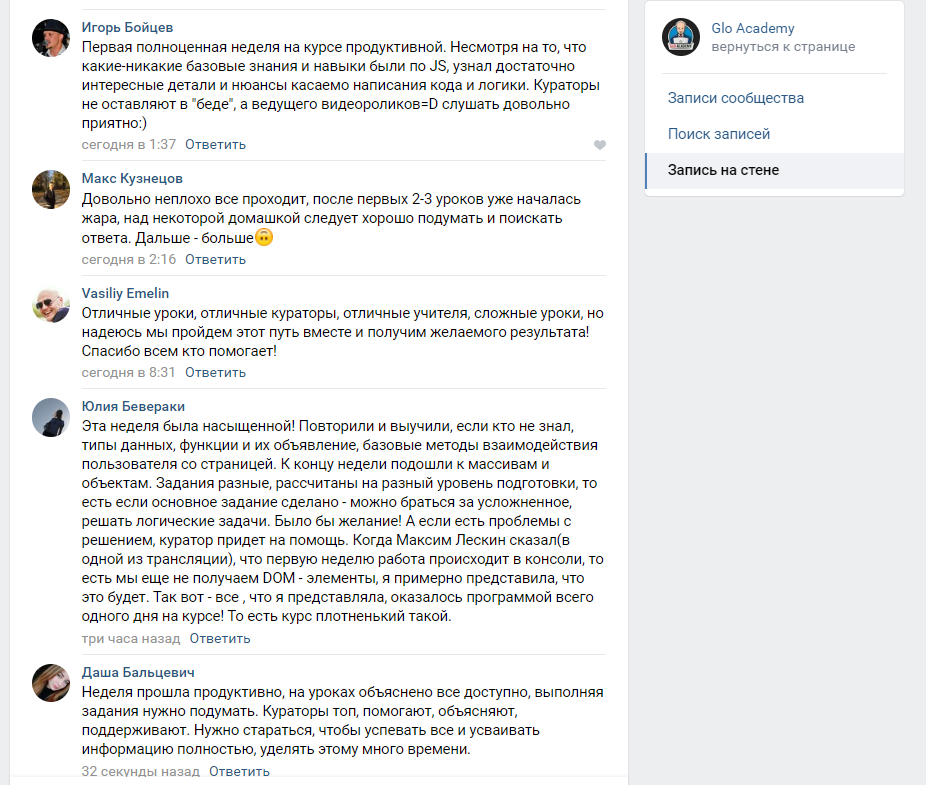 Игорь Бойцев
Первая полноценная неделя на курсе продуктивной. Несмотря на то, что
какие-никакие базовые знания и навыки были по JS, узнал достаточно
интересные детали и нюансы касаемо написания кода и логики. Кураторы
не оставляют в "беде", а ведущего видеороликов=D слушать довольно
приятно:)
сегодня в 1:37 Ответить
Макс Кузнецов
Довольно неплохо все проходит, после первых 2-3 уроков уже началась
жара, над некоторой домашкой следует хорошо подумать и поискать
ответа. Дальше - больше🙃
сегодня в 2:16 Ответить
Vasiliy Emelin
Отличные уроки, отличные кураторы, отличные учителя, сложные уроки, но
надеюсь мы пройдем этот путь вместе и получим желаемого результата!
Спасибо всем кто помогает!
сегодня в 8:31 Ответить
Юлия Бевераки
Эта неделя была насыщенной! Повторили и выучили, если кто не знал,
типы данных, функции и их объявление, базовые методы взаимодействия
пользователя со страницей. К концу недели подошли к массивам и
объектам. Задания разные, рассчитаны на разный уровень подготовки, то
есть если основное задание сделано - можно браться за усложненное,
решать логические задачи. Было бы желание! А если есть проблемы с
решением, куратор придет на помощь. Когда Максим Лескин сказал(в
одной из трансляции), что первую неделю работа происходит в консоли, то
есть мы еще не получаем DOM - элементы, я примерно представила, что
это будет. Так вот - все , что я представляла, оказалось программой всего
одного дня на курсе! То есть курс плотненький такой.
три часа назад Ответить
Даша Бальцевич
Неделя прошла продуктивно, на уроках объяснено все доступно, выполняя
задания нужно подумать. Кураторы топ, помогают, объясняют,
поддерживают. Нужно стараться, чтобы успевать все и усваивать
информацию полностью, уделять этому много времени.
32 секунды назад Ответить
Glo Academy
вернуться к странице
Записи сообщества
Поиск записей
Запись на стене